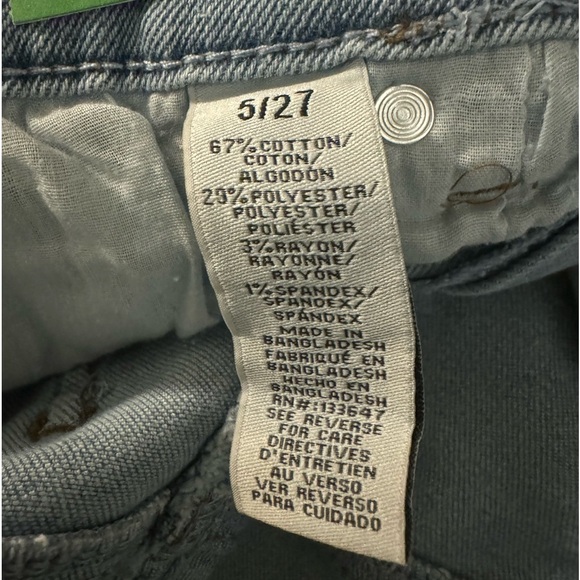 5/27
67% COTTON/
COTON/
ALGODÓN
29% POLYESTER/
POLYESTER/
POLIÉSTER
3% RAYON/
RAYONNE/
RAYÓN
1% SPANDEX/
SPANDEX/
SPANDEX
MADE IN
BANGLADESH
FABRIQUÉ EN
BANGLADESH
HECHO EN
BANGLADESH
RN#:133647
SEE REVERSE
FOR CARE
DIRECTIVES
D'ENTRETIEN
AU VERSO
VER REVERSO
PARA CUIDADO